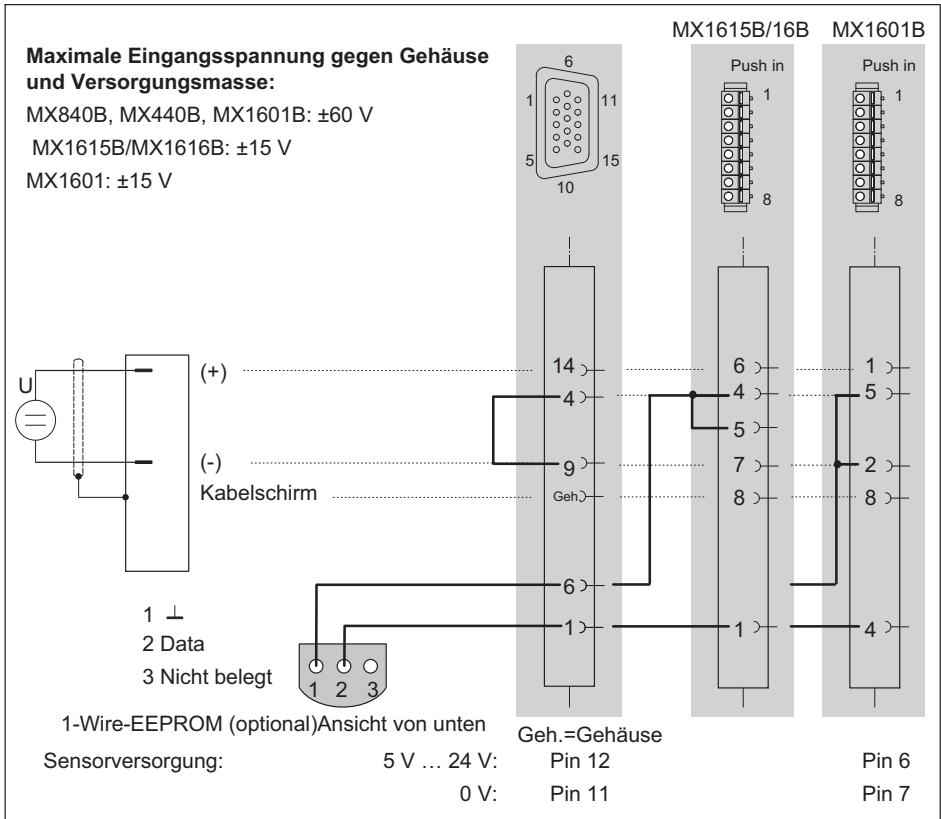 MX1615B/16B MX1601B
Maximale Eingangsspannung gegen Gehäuse
und Versorgungsmasse:
MX840B, MX440B, MX1601B: ±60 V
MX1615B/MX1616B: ±15 V
MX1601: ±15 V
6
1 11
5 15
10
Push in
1
8
Push in
1
8
U
(+) 14 6 1
4 4 5
5
(-) 9 7 2
Kabelschirm Geh. 8 8
6
1 1 4
1 ⊥
2 Data
3 Nicht belegt
1 2 3
1-Wire-EEPROM (optional)Ansicht von unten
Geh.=Gehäuse
Sensorversorgung: 5 V … 24 V: Pin 12 Pin 6
0 V: Pin 11 Pin 7